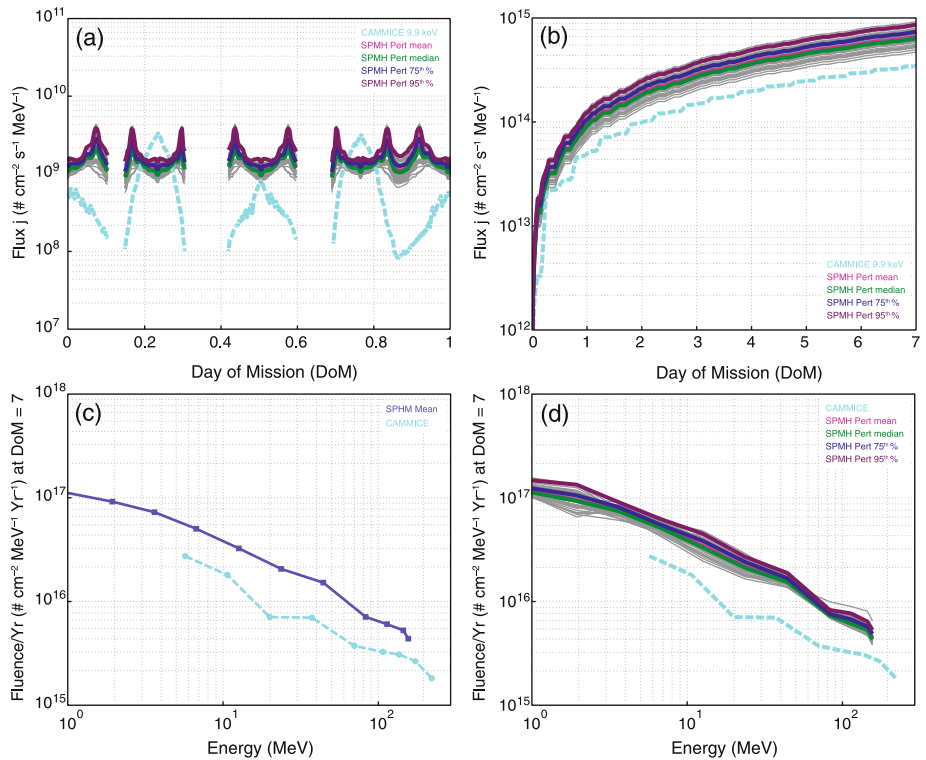 (a)
CAMMICE 9.9 keV
SPMH Pert mean
SPMH Pert median
SPMH Pert 75th %
SPMH Pert 95th %
10¹¹
10¹⁰
10⁹
10⁸
10⁷
Flux j (# cm⁻² s⁻¹ MeV⁻¹)
0 0.2 0.4 0.6 0.8 1
Day of Mission (DoM)
(b)
CAMMICE 9.9 keV
SPMH Pert mean
SPMH Pert median
SPMH Pert 75th %
SPMH Pert 95th %
10¹⁵
10¹⁴
10¹³
10¹²
Flux j (# cm⁻² s⁻¹ MeV⁻¹)
0 1 2 3 4 5 6 7
Day of Mission (DoM)
(c)
SPHM Mean
CAMMICE
10¹⁸
10¹⁷
10¹⁶
10¹⁵
Fluence/Yr (# cm⁻² MeV⁻¹ Yr⁻¹) at DoM = 7
10⁰ 10¹ 10²
Energy (MeV)
(d)
CAMMICE
SPMH Pert mean
SPMH Pert median
SPMH Pert 75th %
SPMH Pert 95th %
10¹⁸
10¹⁷
10¹⁶
10¹⁵
Fluence/Yr (# cm⁻² MeV⁻¹ Yr⁻¹) at DoM = 7
10⁰ 10¹ 10²
Energy (MeV)